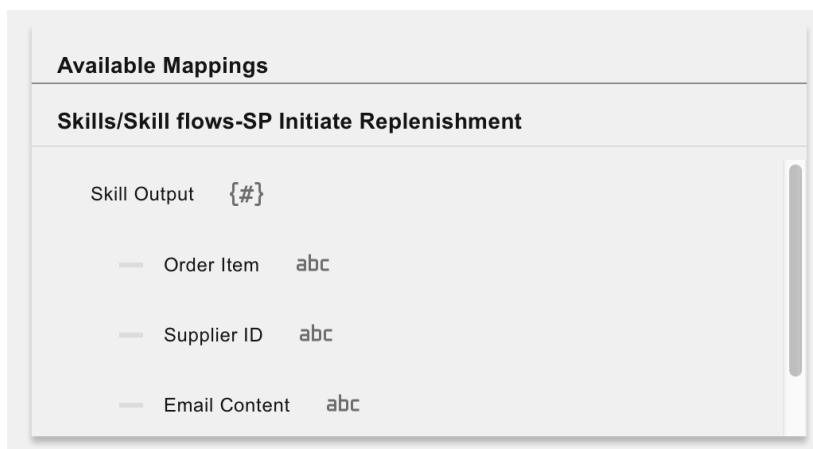 Available Mappings
Skills/Skill flows-SP Initiate Replenishment
Skill Output {#}
Order Item abc
Supplier ID abc
Email Content abc